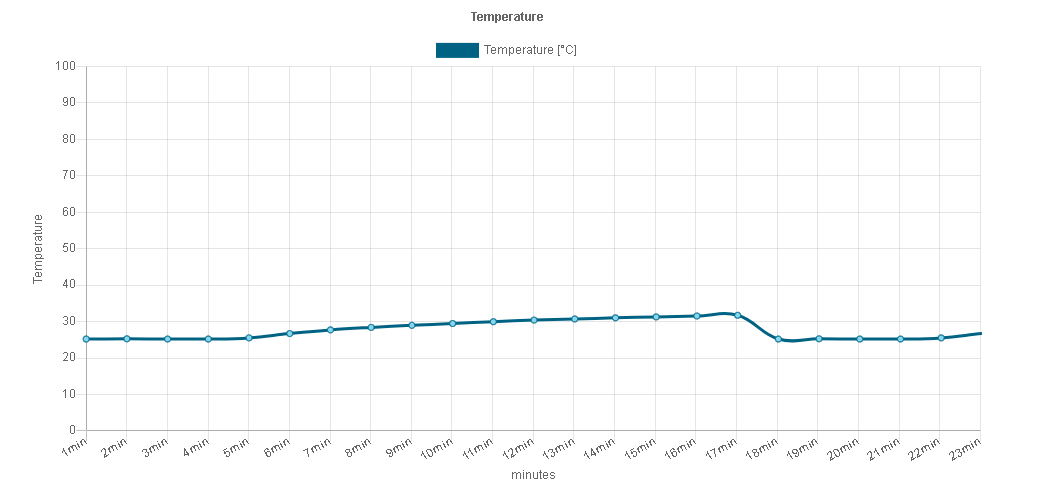 Temperature
Temperature [°C]
100
90
80
70
60
50
40
30
20
10
0
Temperature
1min 2min 3min 4min 5min 6min 7min 8min 9min 10min 11min 12min 13min 14min 15min 16min 17min 18min 19min 20min 21min 22min 23min
minutes